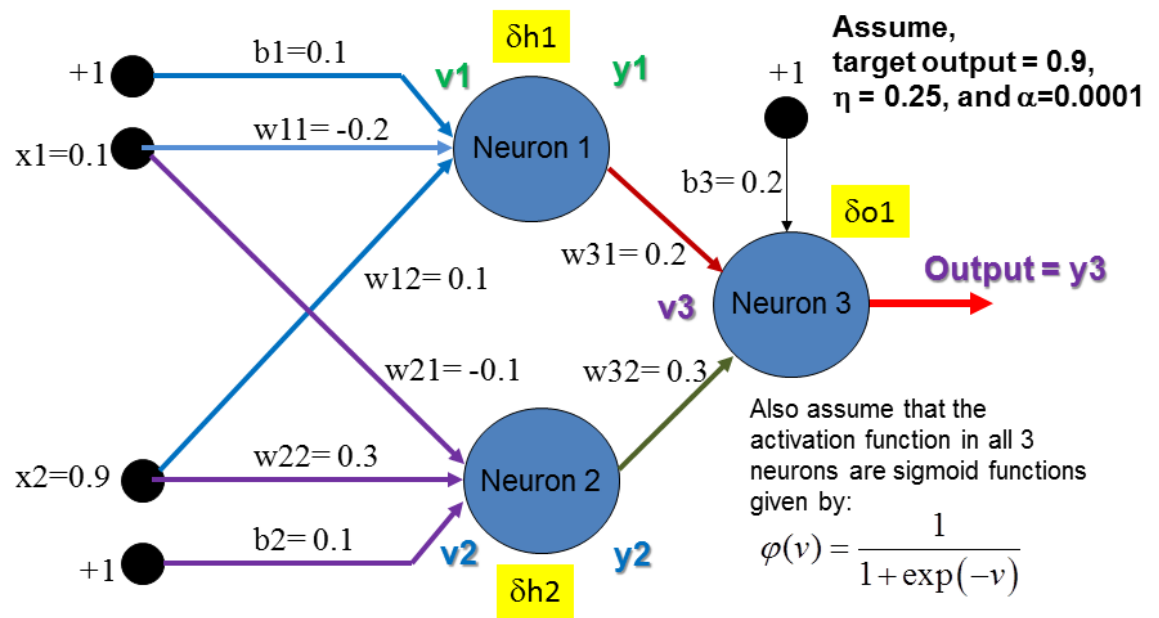 δh1
Assume,
target output = 0.9,
η = 0.25, and α=0.0001
b1=0.1
+1
v1
y1
+1
w11= -0.2
x1=0.1
Neuron 1
b3= 0.2
δo1
w31= 0.2
Output = y3
w12= 0.1
v3
Neuron 3
w21= -0.1
w32= 0.3
Also assume that the
activation function in all 3
neurons are sigmoid functions
given by:
x2=0.9
w22= 0.3
Neuron 2
b2= 0.1
v2
y2
+1
δh2
φ(v) = 1 / 1+exp(−v)